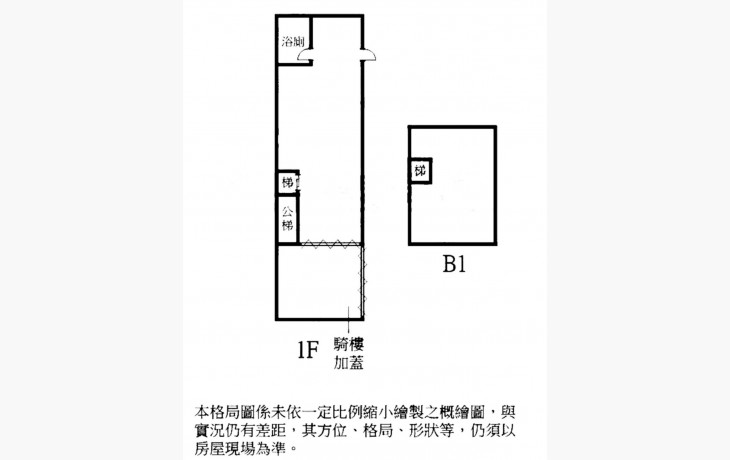 浴廁
梯
公
梯
梯
B1
1F
騎樓
加蓋
本格局圖係未依一定比例縮小繪製之概繪圖，與
實況仍有差距，其方位、格局、形狀等，仍須以
房屋現場為準。